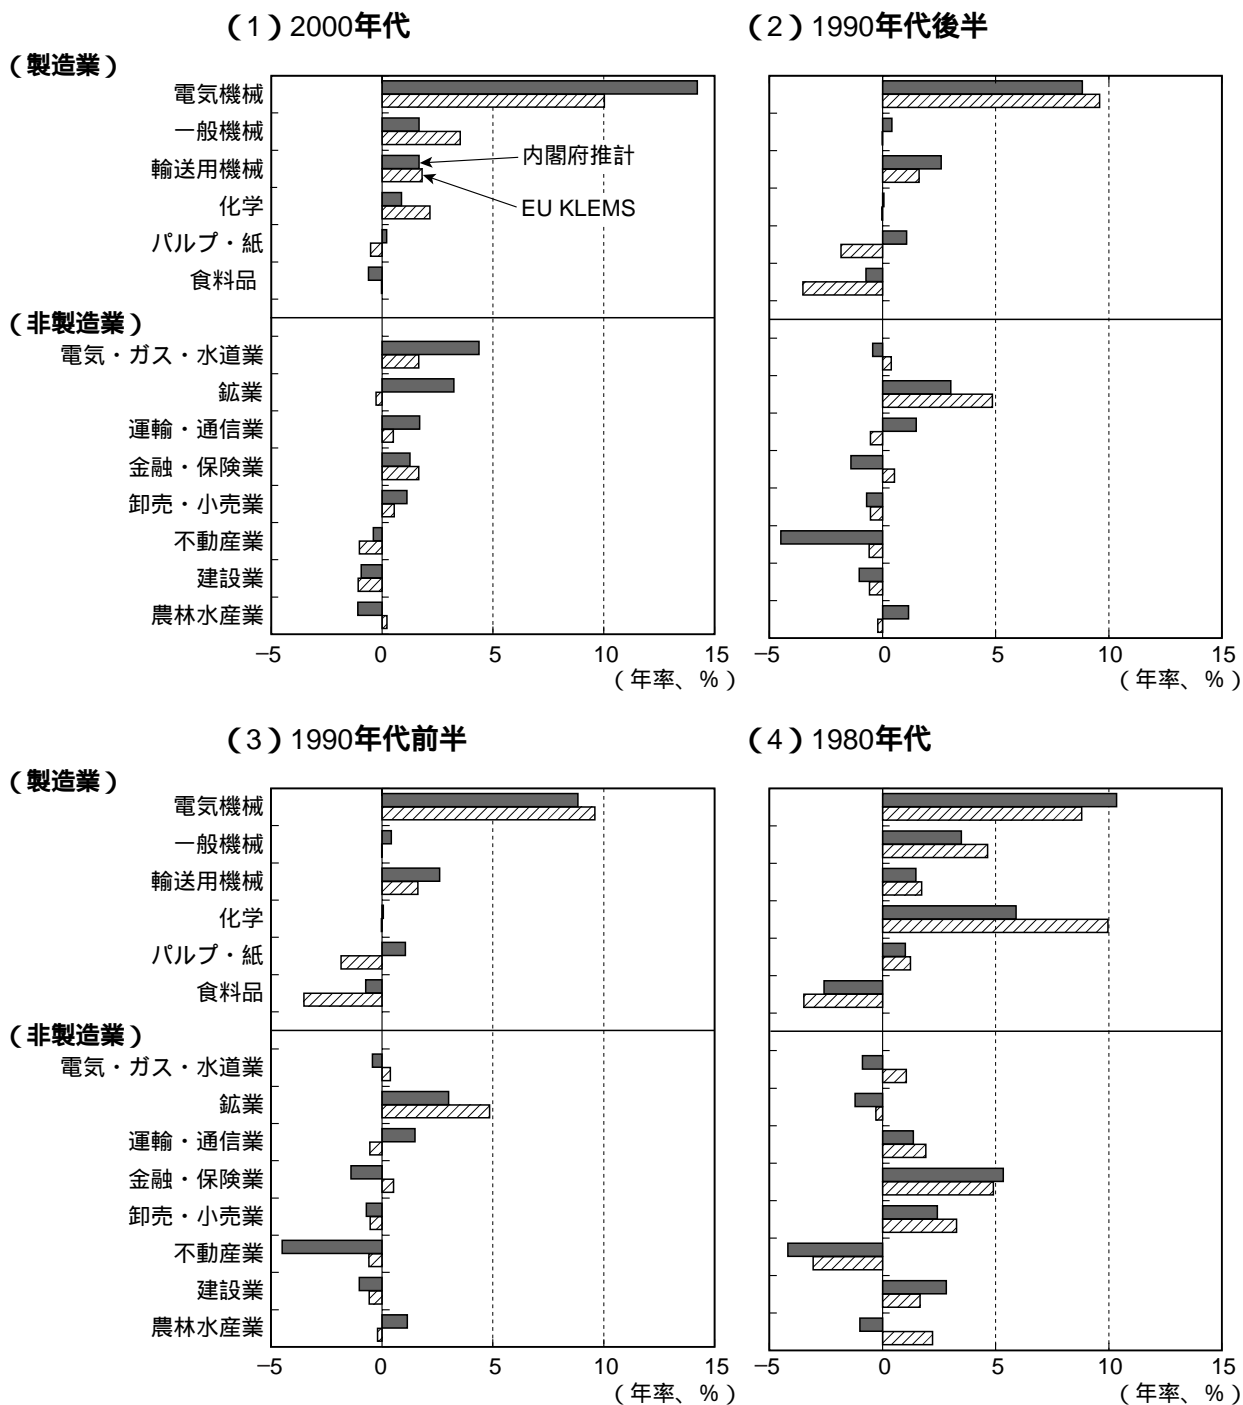 （1）2000年代
（製造業）
電気機械
一般機械
輸送用機械
化学
パルプ・紙
食料品
（非製造業）
電気・ガス・水道業
鉱業
運輸・通信業
金融・保険業
卸売・小売業
不動産業
建設業
農林水産業
内閣府推計
EU KLEMS
−5 0 5 10 15
（年率、％）
（2）1990年代後半
−5 0 5 10 15
（年率、％）
（3）1990年代前半
（製造業）
電気機械
一般機械
輸送用機械
化学
パルプ・紙
食料品
（非製造業）
電気・ガス・水道業
鉱業
運輸・通信業
金融・保険業
卸売・小売業
不動産業
建設業
農林水産業
−5 0 5 10 15
（年率、％）
（4）1980年代
−5 0 5 10 15
（年率、％）